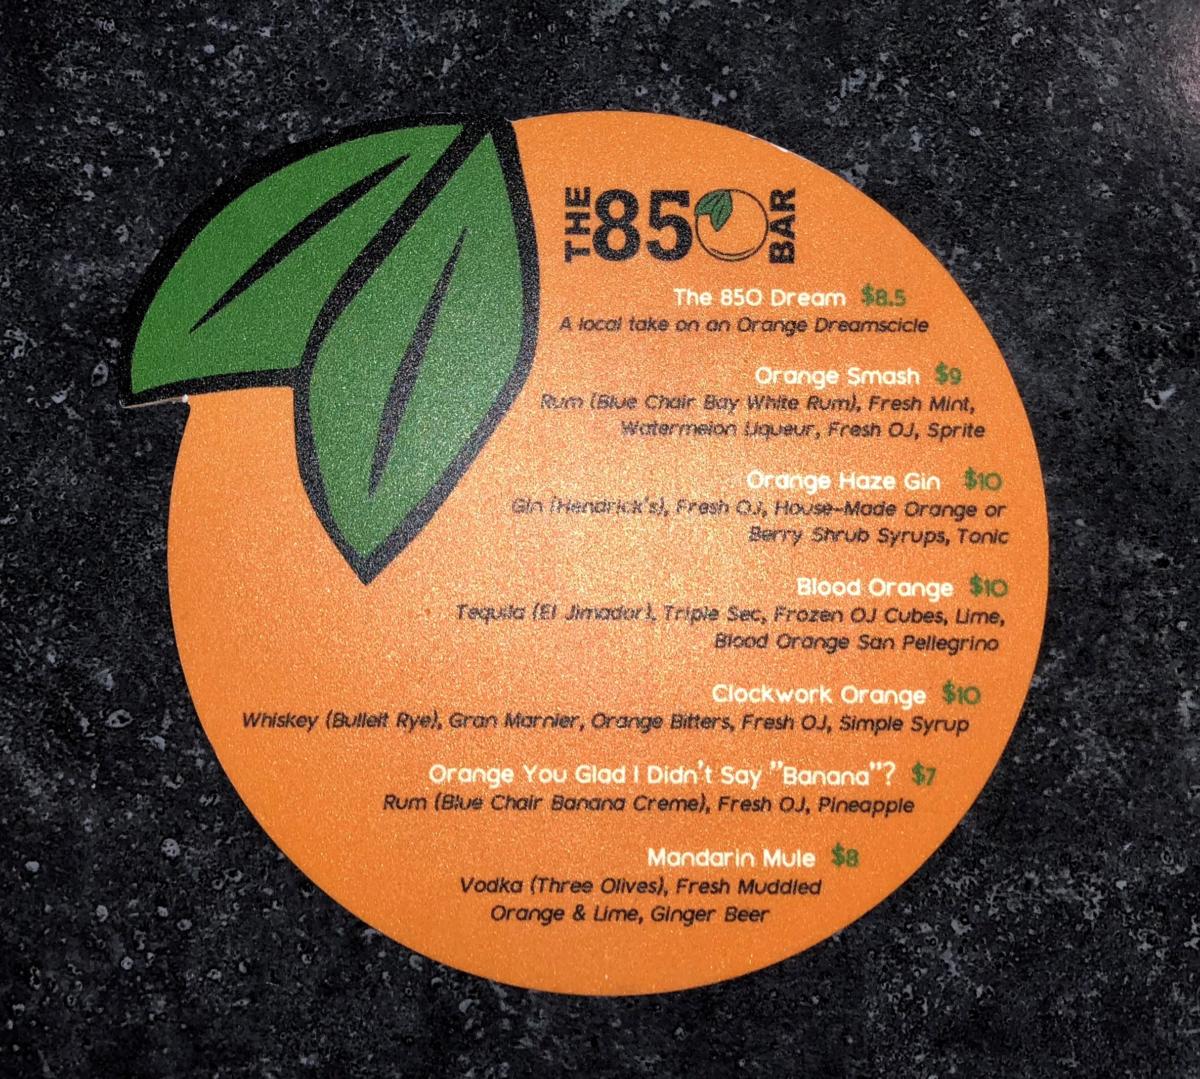 THE 850 BAR
The 850 Dream $8.5
A local take on an Orange Dreamscicle
Orange Smash $9
Rum (Blue Chair Bay White Rum), Fresh Mint,
Watermelon Liqueur, Fresh OJ, Sprite
Orange Haze Gin $10
Gin (Hendrick's), Fresh OJ, House-Made Orange or
Berry Shrub Syrups, Tonic
Blood Orange $10
Tequila (El Jimador), Triple Sec, Frozen OJ Cubes, Lime,
Blood Orange San Pellegrino
Clockwork Orange $10
Whiskey (Bulleit Rye), Gran Marnier, Orange Bitters, Fresh OJ, Simple Syrup
Orange You Glad I Didn't Say "Banana"? $7
Rum (Blue Chair Banana Creme), Fresh OJ, Pineapple
Mandarin Mule $8
Vodka (Three Olives), Fresh Muddled
Orange & Lime, Ginger Beer